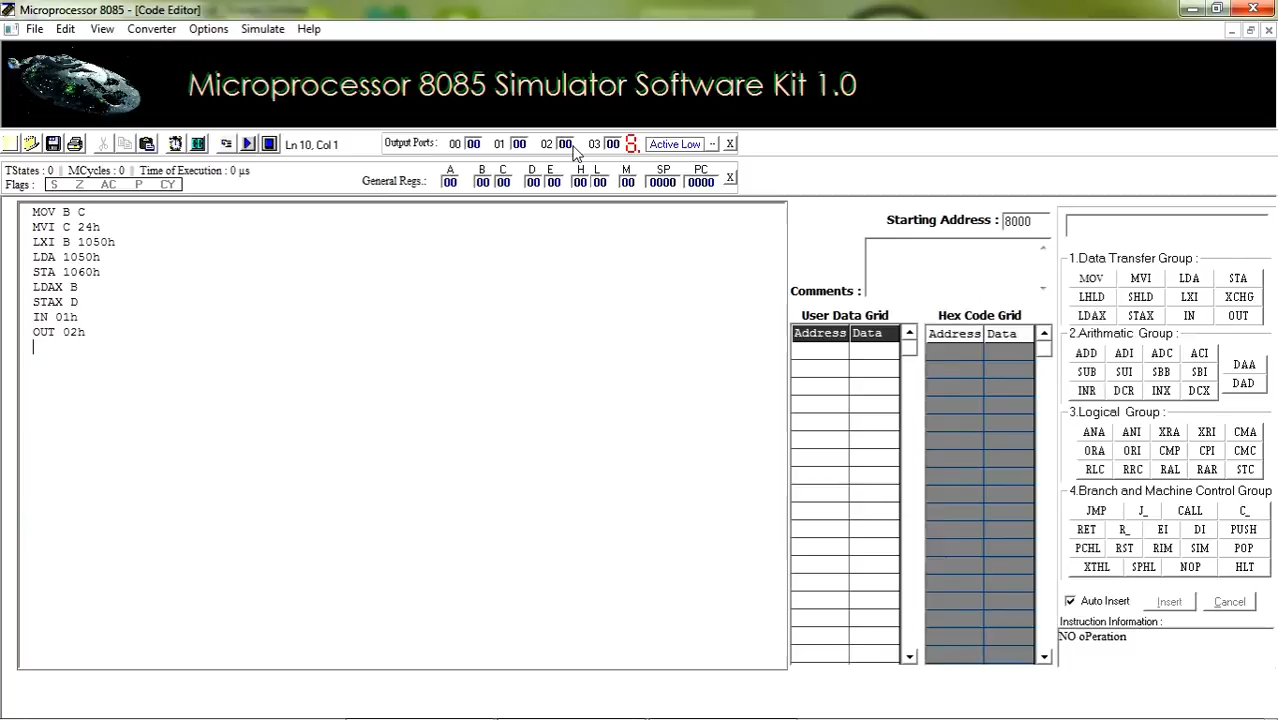 Microprocessor 8085 - [Code Editor]
File Edit View Converter Options Simulate Help
Microprocessor 8085 Simulator Software Kit 1.0
Ln 10, Col 1 Output Ports: 00 00 01 00 02 00 03 00 8. Active Low .. X
TStates : 0 || MCycles : 0 || Time of Execution : 0 µs
Flags : S Z AC P CY
General Regs.: A B C D E H L M SP PC X
00 00 00 00 00 00 00 00 0000 0000
MOV B C
MVI C 24h
LXI B 1050h
LDA 1050h
STA 1060h
LDAX B
STAX D
IN 01h
OUT 02h
Starting Address : 8000
Comments :
User Data Grid
Address Data
Hex Code Grid
Address Data
1.Data Transfer Group :
MOV MVI LDA STA
LHLD SHLD LXI XCHG
LDAX STAX IN OUT
2.Arithmatic Group :
ADD ADI ADC ACI DAA
SUB SUI SBB SBI DAD
INR DCR INX DCX
3.Logical Group :
ANA ANI XRA XRI CMA
ORA ORI CMP CPI CMC
RLC RRC RAL RAR STC
4.Branch and Machine Control Group
JMP J_ CALL C_
RET R_ EI DI PUSH
PCHL RST RIM SIM POP
XTHL SPHL NOP HLT
Auto Insert Insert Cancel
Instruction Information :
NO oPeration